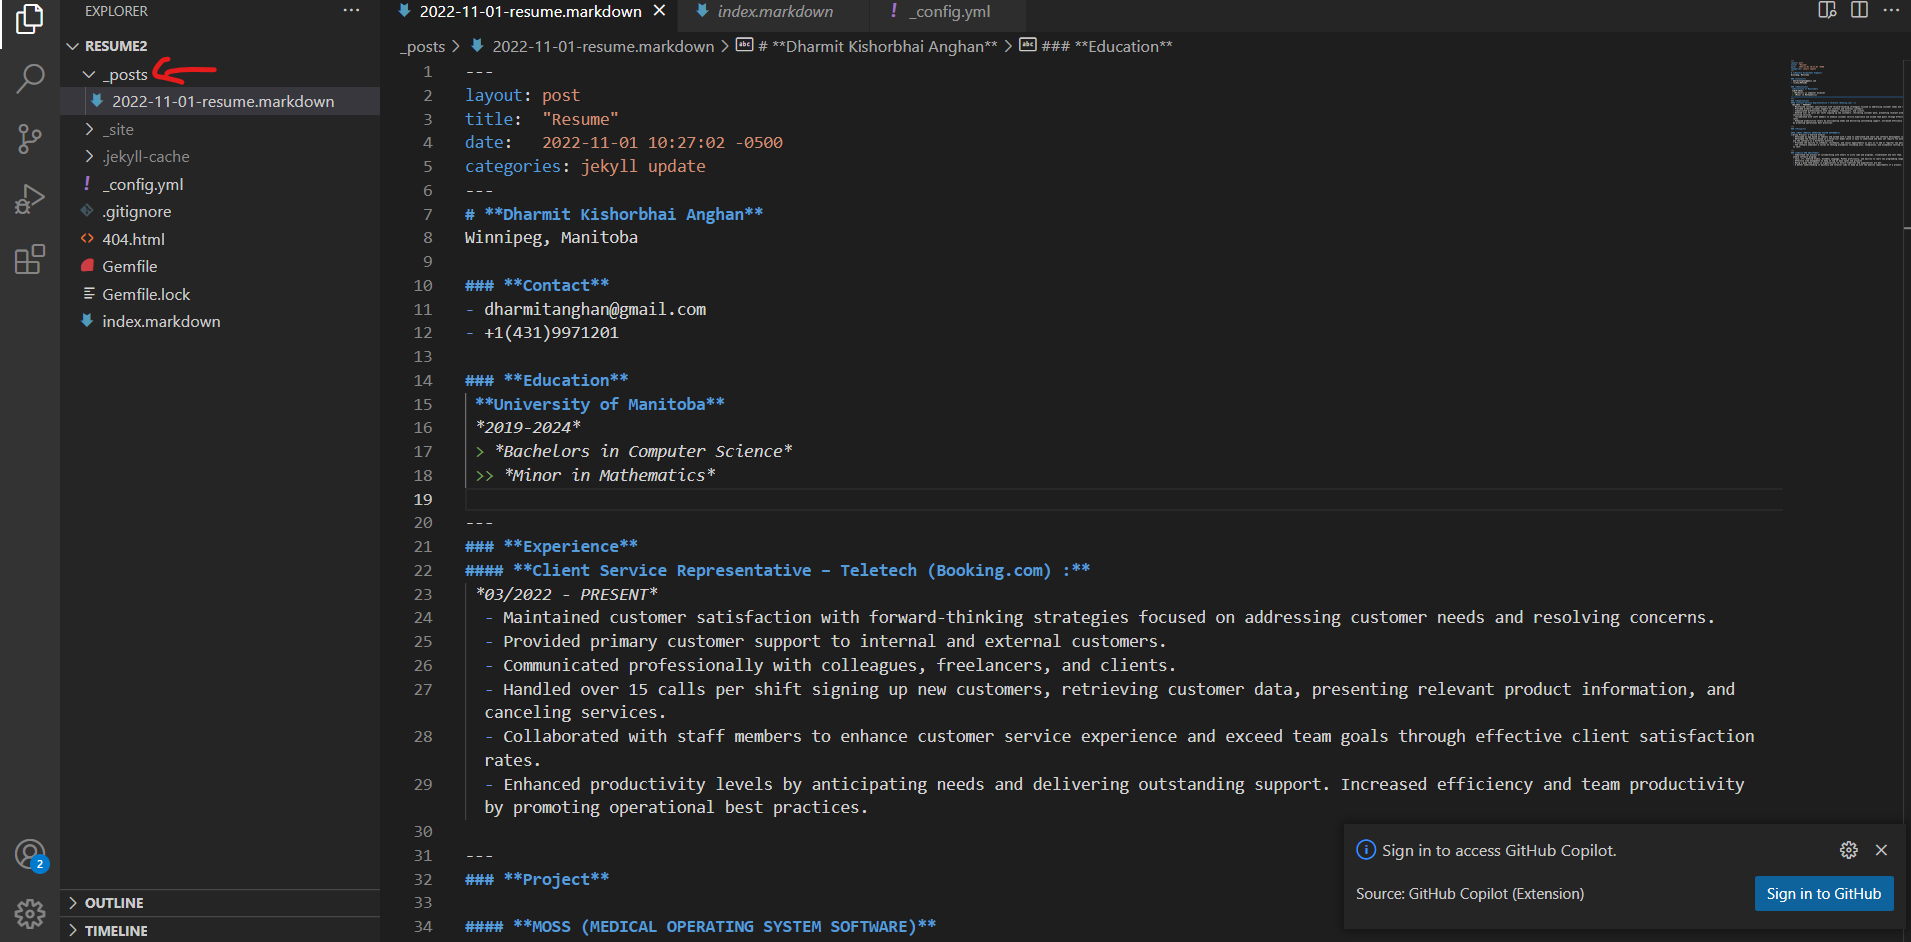 EXPLORER
RESUME2
_posts
2022-11-01-resume.markdown
_site
.jekyll-cache
_config.yml
.gitignore
404.html
Gemfile
Gemfile.lock
index.markdown
OUTLINE
TIMELINE
2
2022-11-01-resume.markdown
index.markdown
_config.yml
_posts > 2022-11-01-resume.markdown > # **Dharmit Kishorbhai Anghan** > ### **Education**
1 ---
2 layout: post
3 title: "Resume"
4 date: 2022-11-01 10:27:02 -0500
5 categories: jekyll update
6 ---
7 # **Dharmit Kishorbhai Anghan**
8 Winnipeg, Manitoba
9
10 ### **Contact**
11 - dharmitanghan@gmail.com
12 - +1(431)9971201
13
14 ### **Education**
15 **University of Manitoba**
16 *2019-2024*
17 > *Bachelors in Computer Science*
18 >> *Minor in Mathematics*
19
20 ---
21 ### **Experience**
22 #### **Client Service Representative – Teletech (Booking.com) :**
23 *03/2022 - PRESENT*
24 - Maintained customer satisfaction with forward-thinking strategies focused on addressing customer needs and resolving concerns.
25 - Provided primary customer support to internal and external customers.
26 - Communicated professionally with colleagues, freelancers, and clients.
27 - Handled over 15 calls per shift signing up new customers, retrieving customer data, presenting relevant product information, and
canceling services.
28 - Collaborated with staff members to enhance customer service experience and exceed team goals through effective client satisfaction
rates.
29 - Enhanced productivity levels by anticipating needs and delivering outstanding support. Increased efficiency and team productivity
by promoting operational best practices.
30
31 ---
32 ### **Project**
33
34 #### **MOSS (MEDICAL OPERATING SYSTEM SOFTWARE)**
Sign in to access GitHub Copilot.
Source: GitHub Copilot (Extension)
Sign in to GitHub